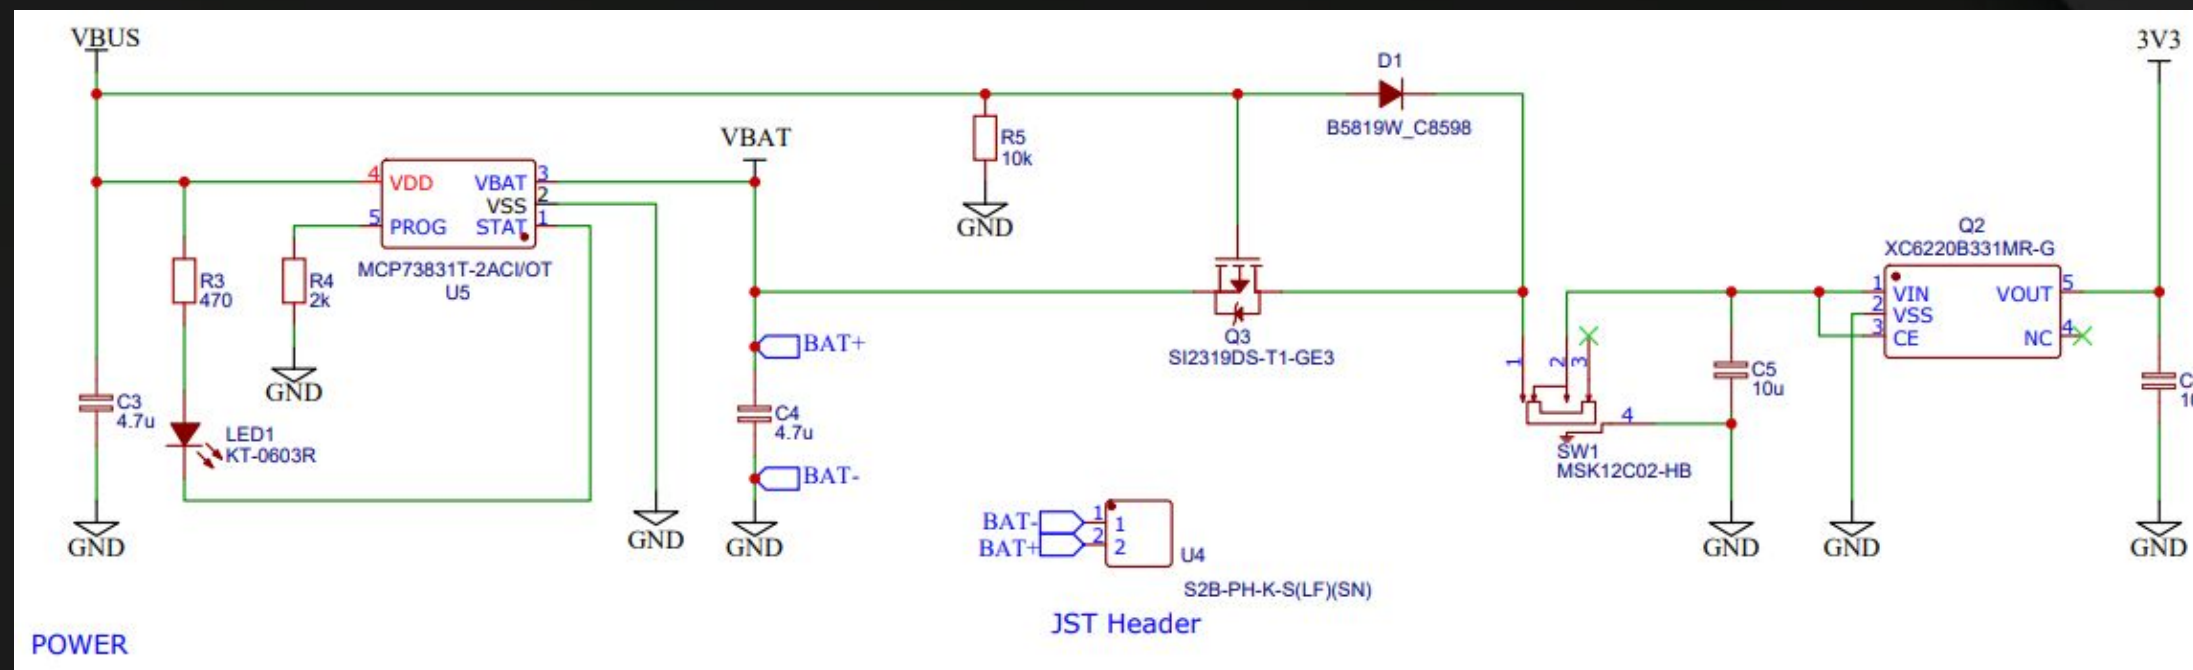 VBUS
3V3
D1
B5819W_C8598
VBAT
R5
10k
GND
4
VDD
VBAT
3
VSS
2
5
PROG
STAT
1
MCP73831T-2ACI/OT
U5
R3
470
R4
2k
GND
Q2
XC6220B331MR-G
1
VIN
VOUT
5
2
VSS
3
CE
NC
4
Q3
SI2319DS-T1-GE3
BAT+
1
2
3
C5
10u
C3
4.7u
LED1
KT-0603R
C4
4.7u
4
SW1
MSK12C02-HB
BAT-
GND
GND
GND
BAT-
1
1
BAT+
2
2
U4
S2B-PH-K-S(LF)(SN)
GND
GND
GND
JST Header
POWER